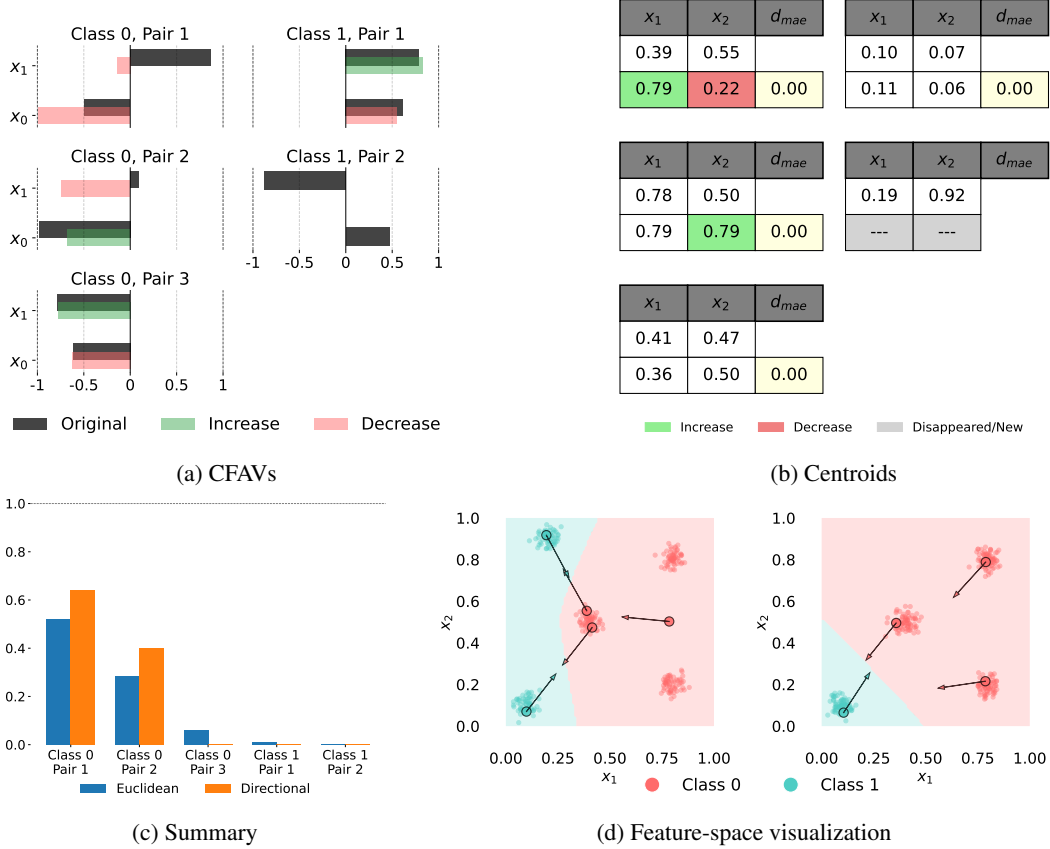 Class 0, Pair 1
Class 1, Pair 1
x1
x0
Class 0, Pair 2
Class 1, Pair 2
x1
x0
-1 -0.5 0 0.5 1
Class 0, Pair 3
x1
x0
-1 -0.5 0 0.5 1
Original Increase Decrease
(a) CFAVs
x1 x2 dmae
0.39 0.55
0.79 0.22 0.00
x1 x2 dmae
0.10 0.07
0.11 0.06 0.00
x1 x2 dmae
0.78 0.50
0.79 0.79 0.00
x1 x2 dmae
0.19 0.92
--- ---
x1 x2 dmae
0.41 0.47
0.36 0.50 0.00
Increase Decrease Disappeared/New
(b) Centroids
1.0
0.8
0.6
0.4
0.2
0.0
Class 0 Class 0 Class 0 Class 1 Class 1
Pair 1 Pair 2 Pair 3 Pair 1 Pair 2
Euclidean Directional
(c) Summary
1.0
0.8
0.6
0.4
0.2
0.0
x2
0.00 0.25 0.50 0.75 1.00
x1
1.0
0.8
0.6
0.4
0.2
0.0
x2
0.00 0.25 0.50 0.75 1.00
x1
Class 0 Class 1
(d) Feature-space visualization